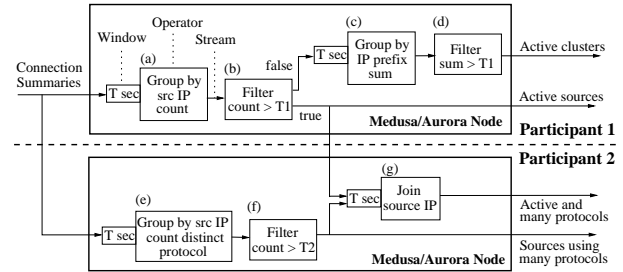 Operator
Window
Stream
(a)
(b)
(c)
(d)
Connection
Summaries
T sec
Group by
src IP
count
Filter
count > T1
false
true
T sec
Group by
IP prefix
sum
Filter
sum > T1
Active clusters
Active sources
Medusa/Aurora Node
Participant 1
Participant 2
(e)
(f)
(g)
T sec
Group by src IP
count distinct
protocol
Filter
count > T2
T sec
Join
source IP
Active and
many protocols
Sources using
many protocols
Medusa/Aurora Node